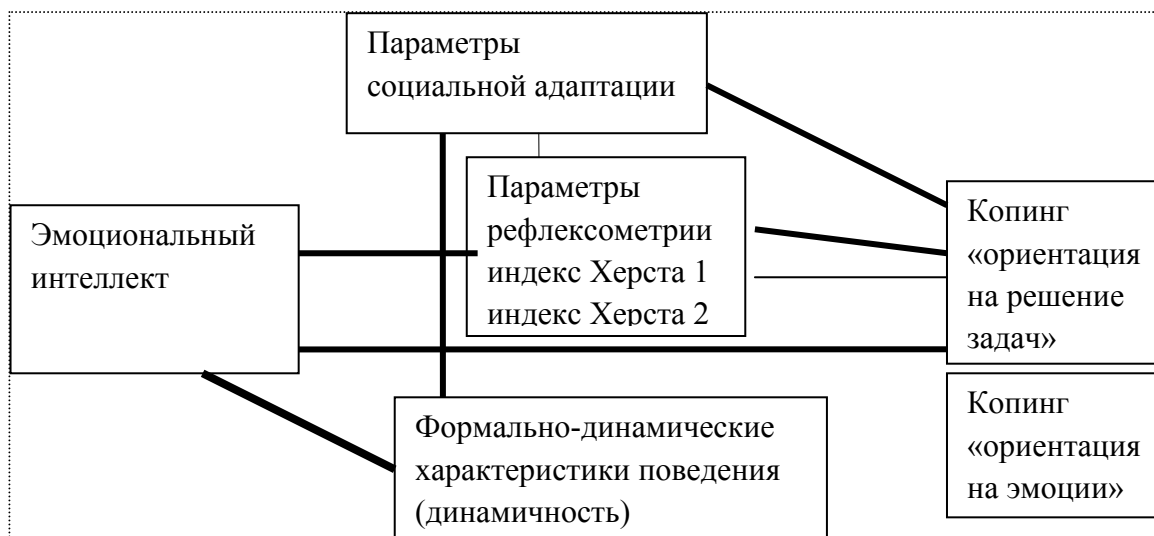 Параметры
социальной адаптации
Параметры
рефлексометрии
индекс Херста 1
индекс Херста 2
Эмоциональный
интеллект
Копинг
«ориентация
на решение
задач»
Копинг
«ориентация
на эмоции»
Формально-динамические
характеристики поведения
(динамичность)